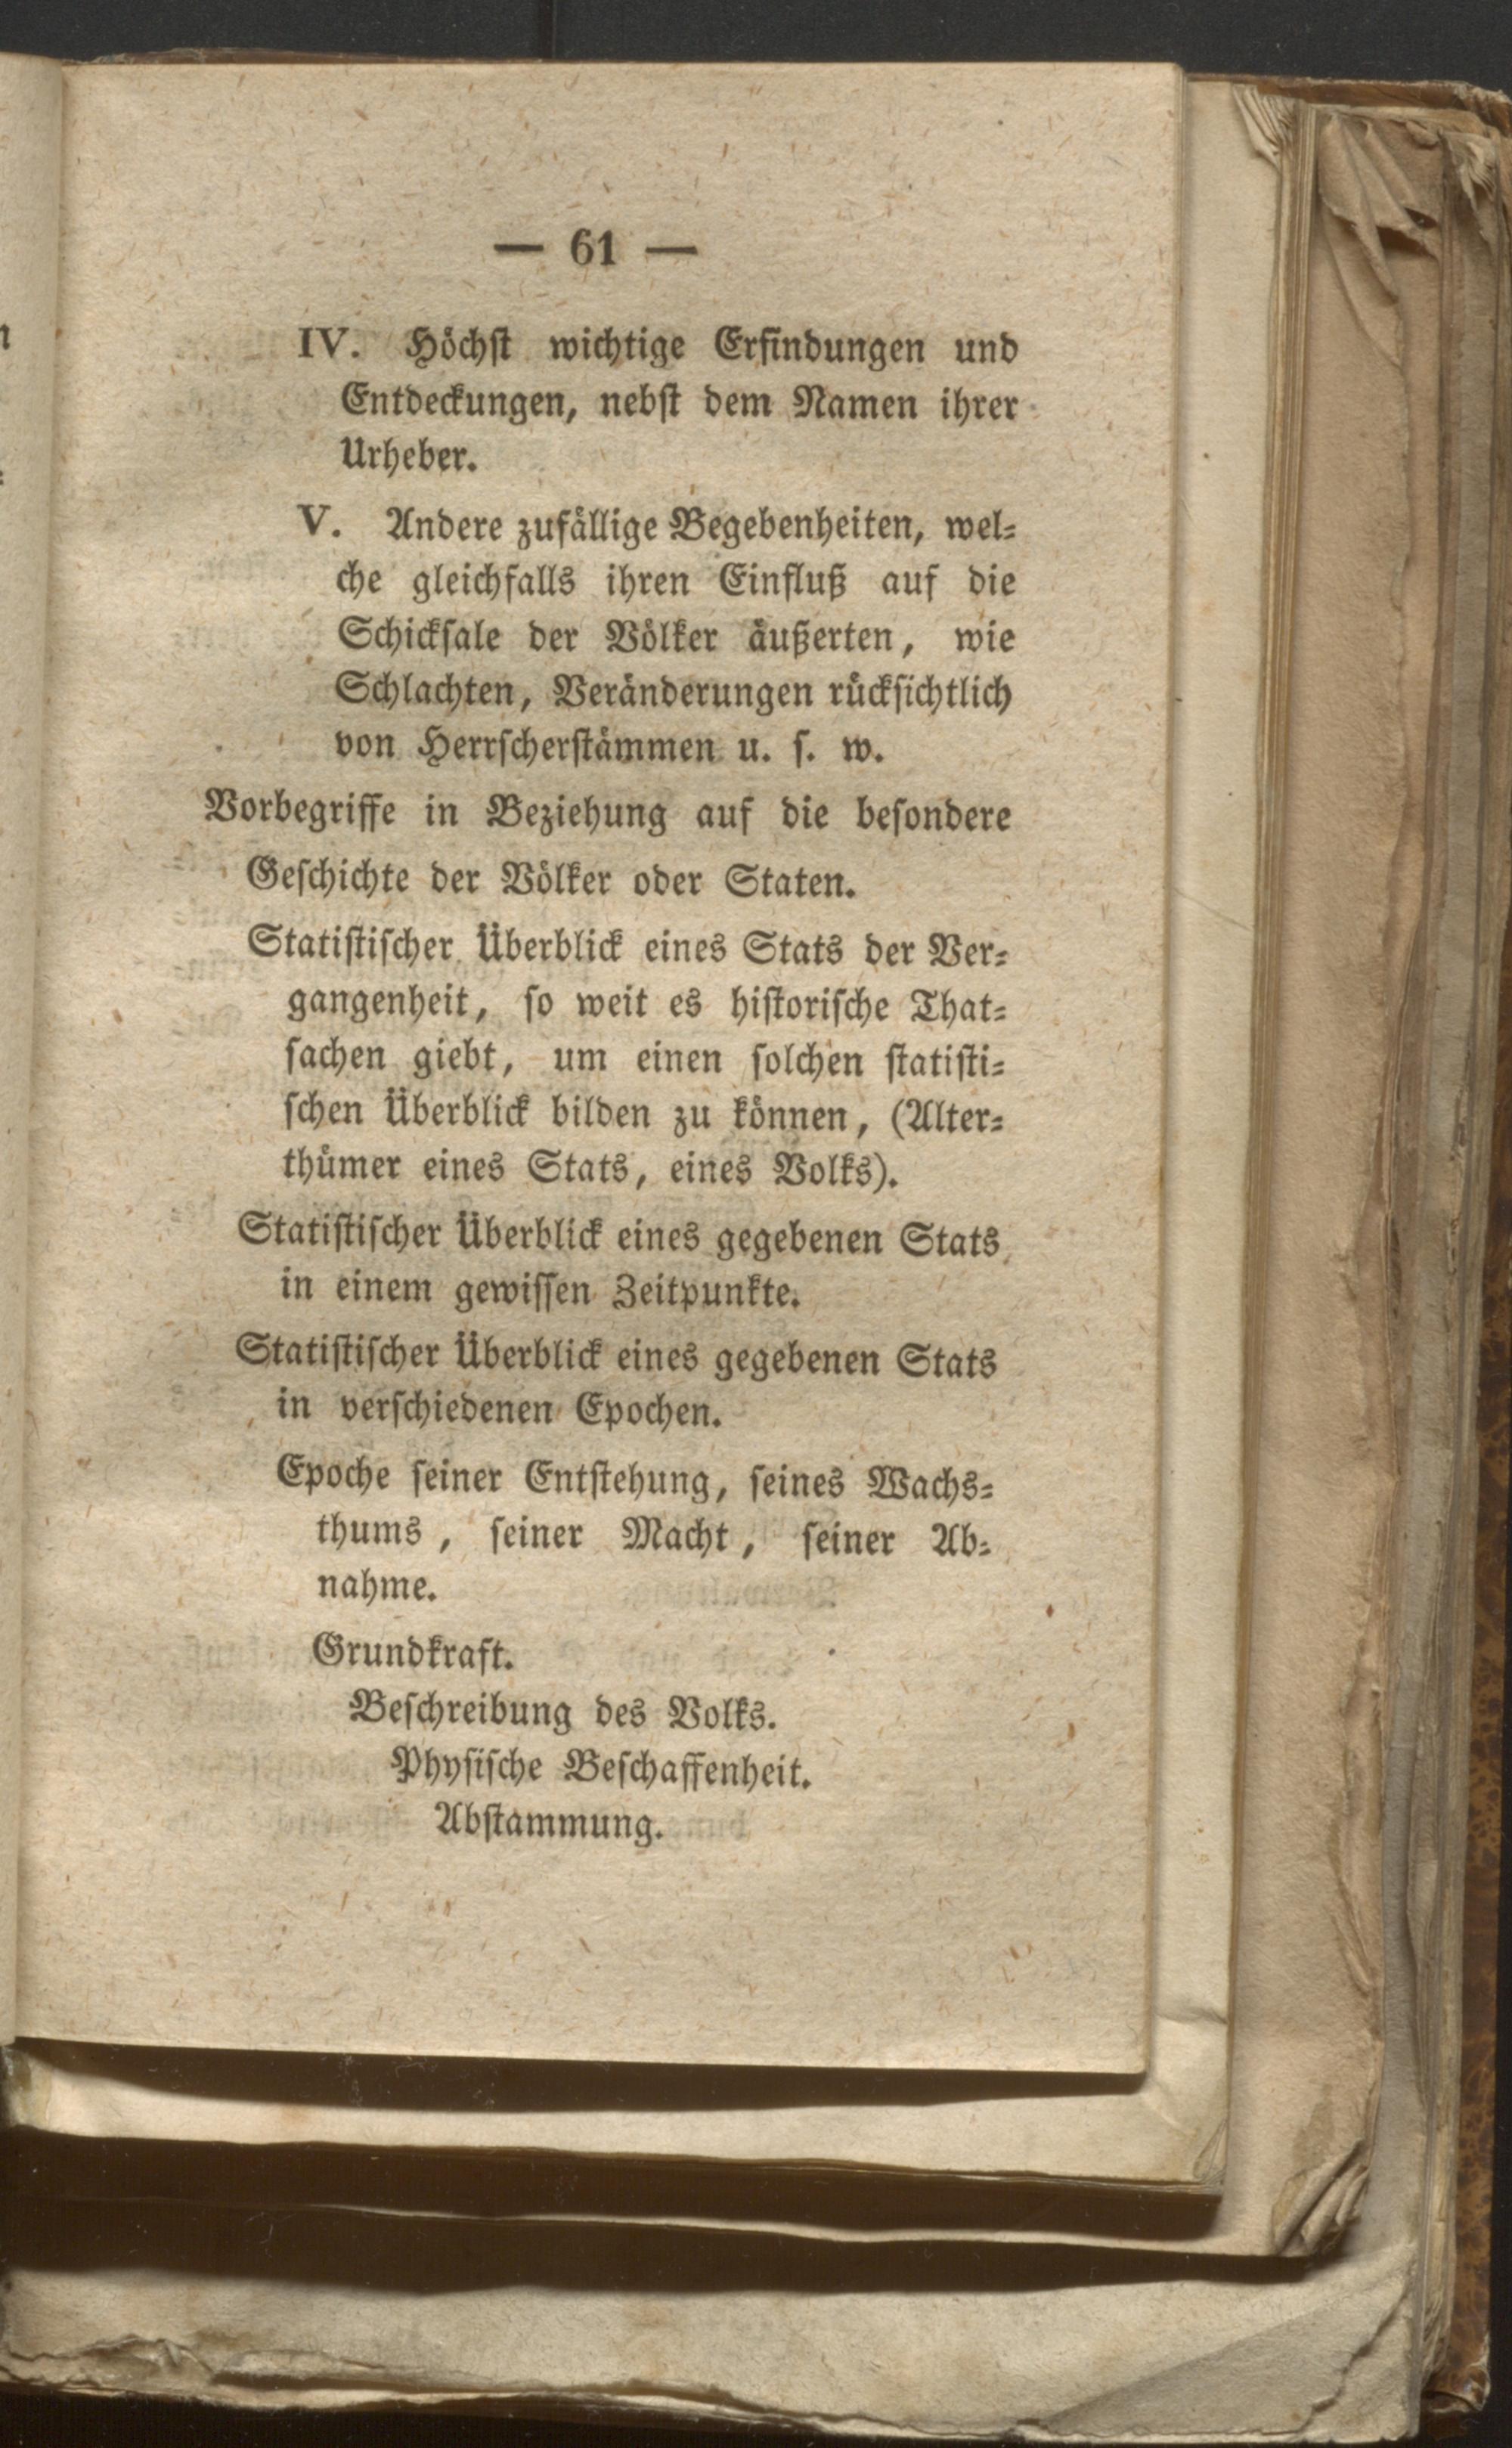 — 61 —
IV. Höchſt wichtige Erfindungen und
Entdeckungen, nebſt dem Namen ihrer
Urheber.
V. Andere zufällige Begebenheiten, wel⸗
che gleichfalls ihren Einfluß auf die
Schickſale der Völker äußerten, wie
Schlachten, Veränderungen rückſichtlich
von Herrſcherſtämmen u. ſ. w.
Vorbegriffe in Beziehung auf die beſondere
Geſchichte der Völker oder Staten.
Statiſtiſcher Überblick eines Stats der Ver⸗
gangenheit, ſo weit es hiſtoriſche That⸗
ſachen giebt, um einen ſolchen ſtatiſti⸗
ſchen Überblick bilden zu können, (Alter⸗
thümer eines Stats, eines Volks).
Statiſtiſcher Überblick eines gegebenen Stats
in einem gewiſſen Zeitpunkte.
Statiſtiſcher Überblick eines gegebenen Stats
in verſchiedenen Epochen.
Epoche ſeiner Entſtehung, ſeines Wachs⸗
thums, ſeiner Macht, ſeiner Ab⸗
nahme.
Grundkraft.
Beſchreibung des Volks.
Phyſiſche Beſchaffenheit.
Abſtammung.